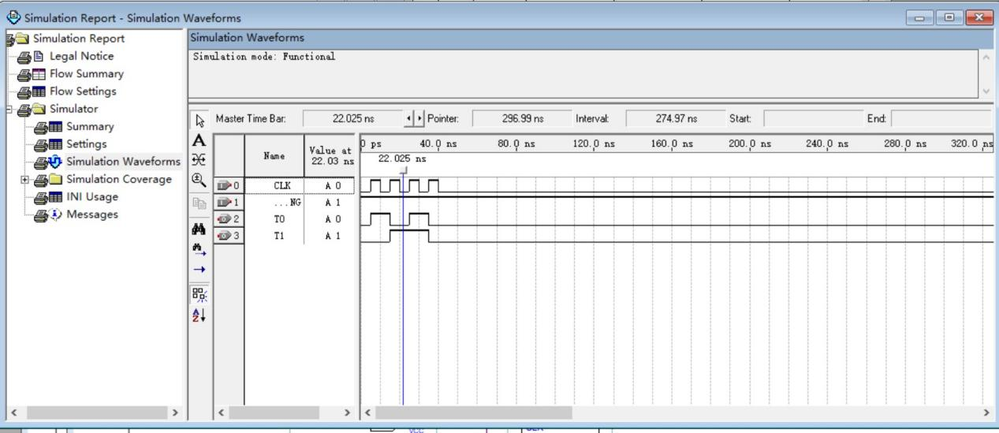 Simulation Report - Simulation Waveforms
Simulation Report
Legal Notice
Flow Summary
Flow Settings
Simulator
Summary
Settings
Simulation Waveforms
Simulation Coverage
INI Usage
Messages
Simulation Waveforms
Simulation mode: Functional
Master Time Bar: 22.025 ns Pointer: 296.99 ns Interval: 274.97 ns Start: End:
Name Value at 22.03 ns
0 ps 40.0 ns 80.0 ns 120.0 ns 160.0 ns 200.0 ns 240.0 ns 280.0 ns 320.0 ns
22.025 ns
0 CLK A 0
1 ...NG A 1
2 T0 A 0
3 T1 A 1
VCC